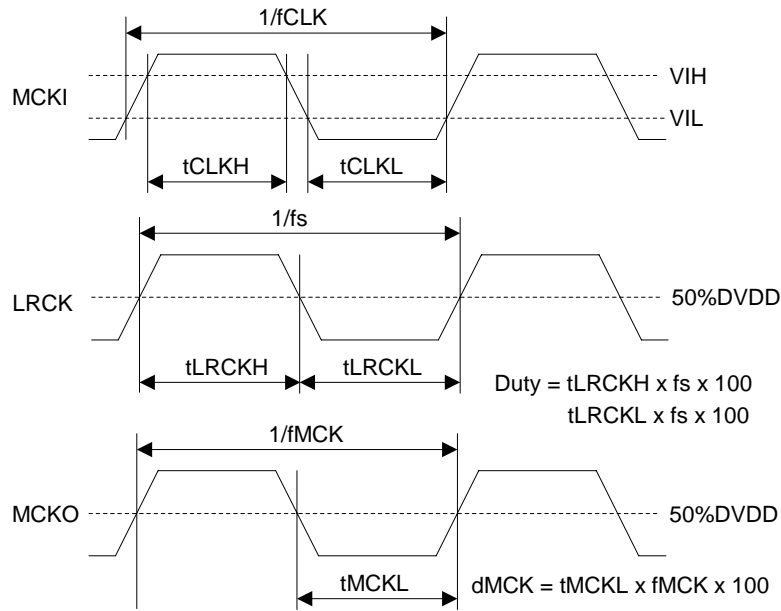 1/fCLK
VIH
MCKI
VIL
tCLKH
tCLKL
1/fs
LRCK
50%DVDD
tLRCKH
tLRCKL
Duty = tLRCKH x fs x 100
tLRCKL x fs x 100
1/fMCK
MCKO
50%DVDD
tMCKL
dMCK = tMCKL x fMCK x 100